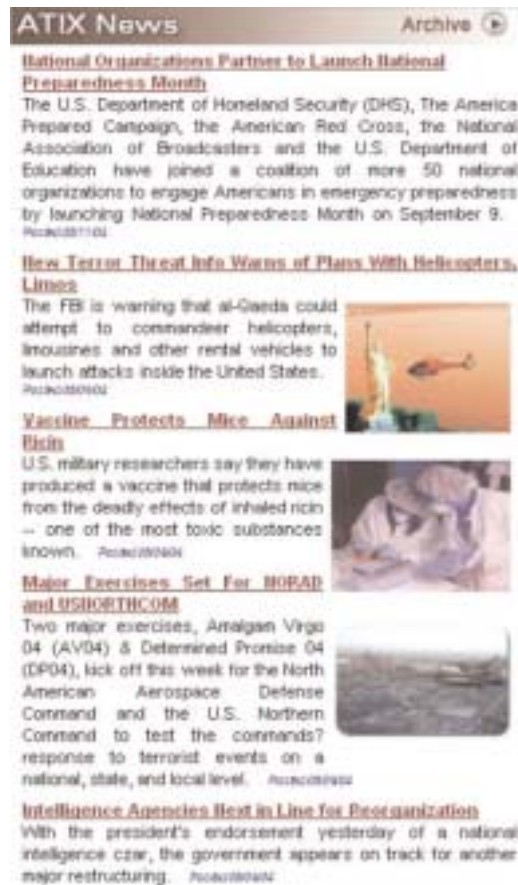 ATIX News Archive
National Organizations Partner to Launch National
Preparedness Month
The U.S. Department of Homeland Security (DHS), The America
Prepared Campaign, the American Red Cross, the National
Association of Broadcasters and the U.S. Department of
Education have joined a coalition of more 50 national
organizations to engage Americans in emergency preparedness
by launching National Preparedness Month on September 9.
New Terror Threat Info Warns of Plans With Helicopters,
Limos
The FBI is warning that al-Qaeda could
attempt to commandeer helicopters,
limousines and other rental vehicles to
launch attacks inside the United States.
Vaccine Protects Mice Against
Ricin
U.S. military researchers say they have
produced a vaccine that protects mice
from the deadly effects of inhaled ricin
-- one of the most toxic substances
known.
Major Exercises Set For NORAD
and USNORTHCOM
Two major exercises, Amalgam Virgo
04 (AV04) & Determined Promise 04
(DP04), kick off this week for the North
American Aerospace Defense
Command and the U.S. Northern
Command to test the commands?
response to terrorist events on a
national, state, and local level.
Intelligence Agencies Next in Line for Reorganization
With the president's endorsement yesterday of a national
intelligence czar, the government appears on track for another
major restructuring.